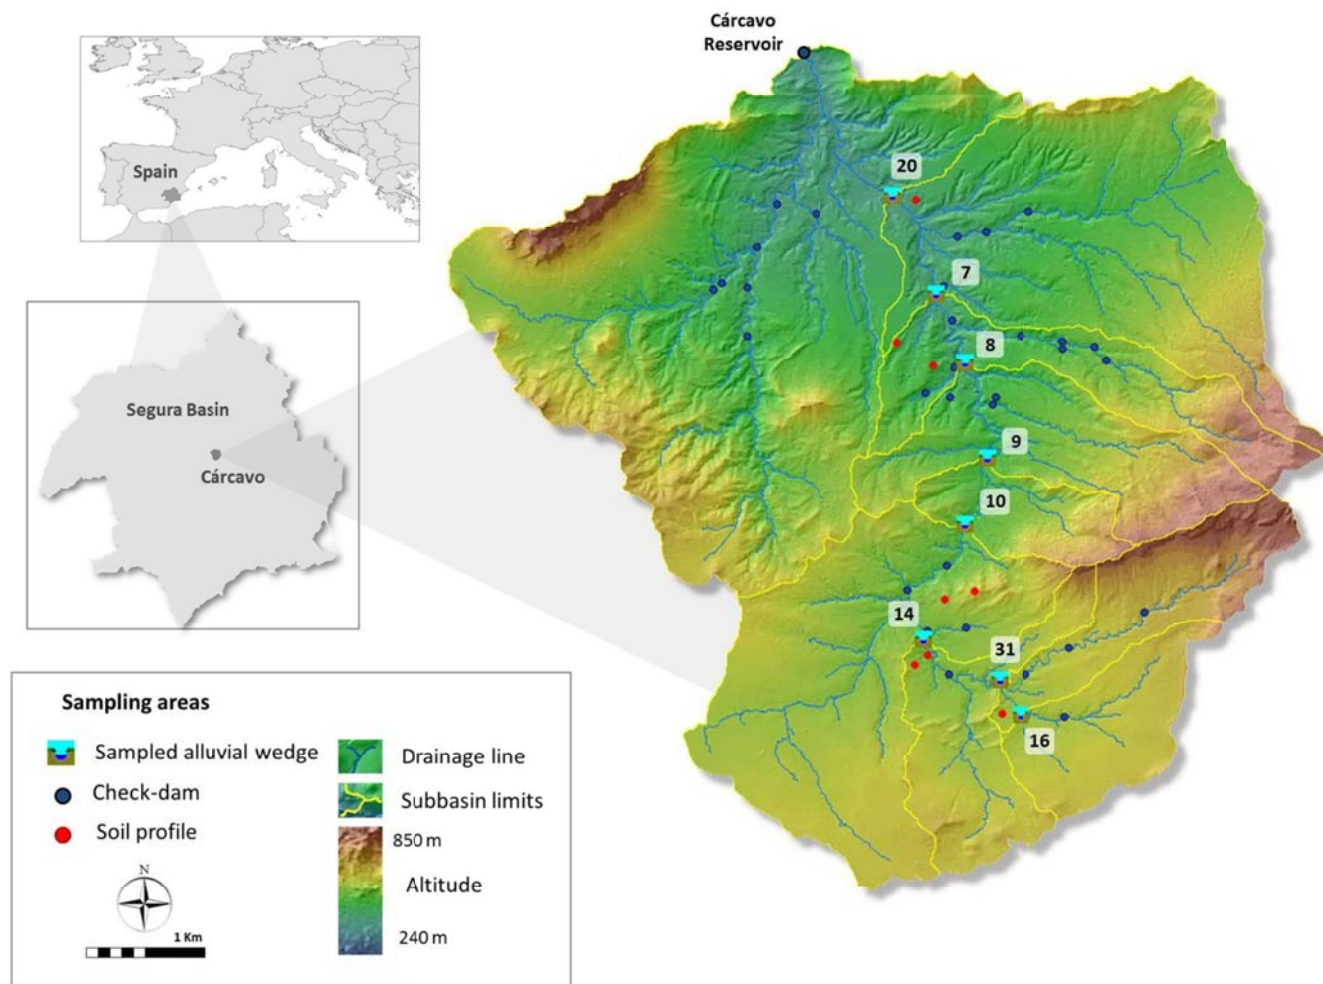 Cárcavo
Reservoir
Spain
Segura Basin
Cárcavo
20
7
8
9
10
14
31
16
Sampling areas
Sampled alluvial wedge
Check-dam
Soil profile
N
1 Km
Drainage line
Subbasin limits
850 m
Altitude
240 m